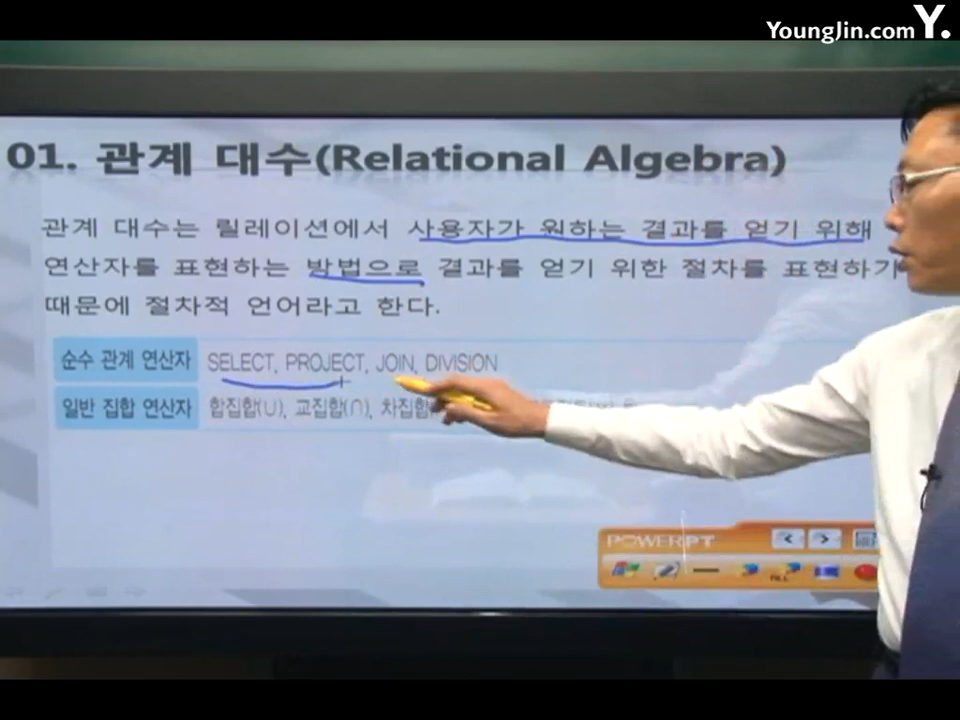 YoungJin.com Y.
01. 관계 대수(Relational Algebra)
관계 대수는 릴레이션에서 사용자가 원하는 결과를 얻기 위해
연산자를 표현하는 방법으로 결과를 얻기 위한 절차를 표현하기
때문에 절차적 언어라고 한다.
순수 관계 연산자 SELECT, PROJECT, JOIN, DIVISION
일반 집합 연산자 합집합(∪), 교집합(∩), 차집합
POWERPT